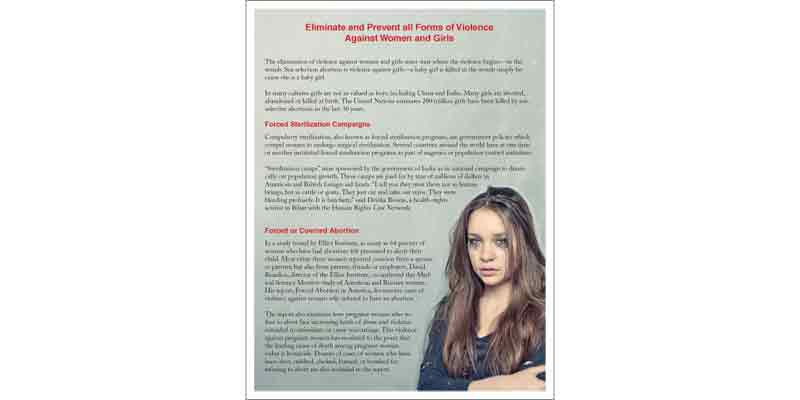 Eliminate and Prevent all Forms of Violence
Against Women and Girls
The elimination of violence against women and girls must start where the violence begins—in the
womb. Sex selection abortion is violence against girls—a baby girl is killed in the womb simply be
cause she is a baby girl.
In many cultures girls are not as valued as boys including China and India. Many girls are aborted,
abandoned or killed at birth. The United Nations estimates 200 million girls have been killed by sex
selective abortions in the last 30 years.
Forced Sterilization Campaigns
Compulsory sterilization, also known as forced sterilization programs, are government policies which
compel women to undergo surgical sterilization. Several countries around the world have at one time
or another instituted forced sterilization programs as part of eugenics or population control initiatives.
"Sterilization camps" were sponsored by the government of India as its national campaign to drasti-
cally cut population growth. These camps are paid for by tens of millions of dollars in
American and British foreign aid funds. "I tell you they treat them not as human
beings, but as cattle or goats. They just cut and take out ovary. They were
bleeding profusely. It is butchery," said Devika Biswas, a health-rights
activist in Bihar with the Human Rights Law Network.
Forced or Coerced Abortion
In a study issued by Elliot Institute, as many as 64 percent of
women who have had abortions felt pressured to abort their
child. Most often these women reported coercion from a spouse
or parent, but also from parents, friends or employers. David
Reardon, director of the Elliot Institute, co-authored this Med-
ical Science Monitor study of American and Russian women.
His report, Forced Abortion in America, documents cases of
violence against women who refused to have an abortion.
The report also examines how pregnant women who re-
fuse to abort face increasing levels of abuse and violence
intended to intimidate or cause miscarriage. This violence
against pregnant women has escalated to the point that
the leading cause of death among pregnant women
today is homicide. Dozens of cases of women who have
been shot, stabbed, choked, burned, or bombed for
refusing to abort are also included in the report.